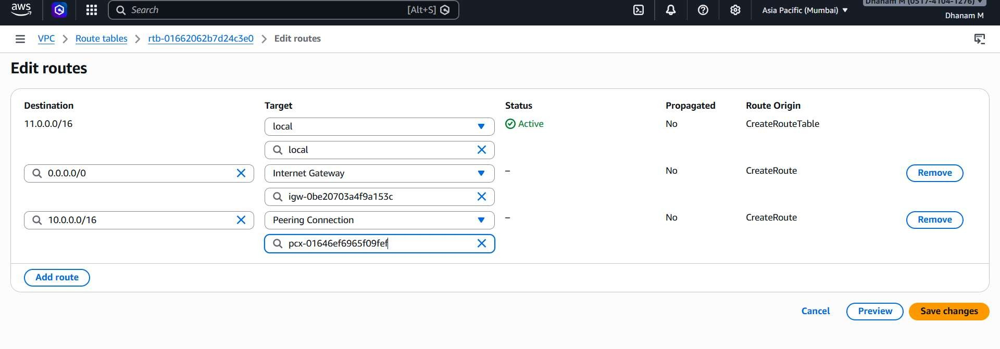 aws
Search [Alt+S]
Asia Pacific (Mumbai)
Dhanam M (0517-4104-1276)
Dhanam M
VPC
Route tables
rtb-01662062b7d24c3e0
Edit routes
Edit routes
Destination Target Status Propagated Route Origin
11.0.0.0/16 local Active No CreateRouteTable
local
0.0.0.0/0 Internet Gateway – No CreateRoute Remove
igw-0be20703a4f9a153c
10.0.0.0/16 Peering Connection – No CreateRoute Remove
pcx-01646ef6965f09fef
Add route
Cancel Preview Save changes